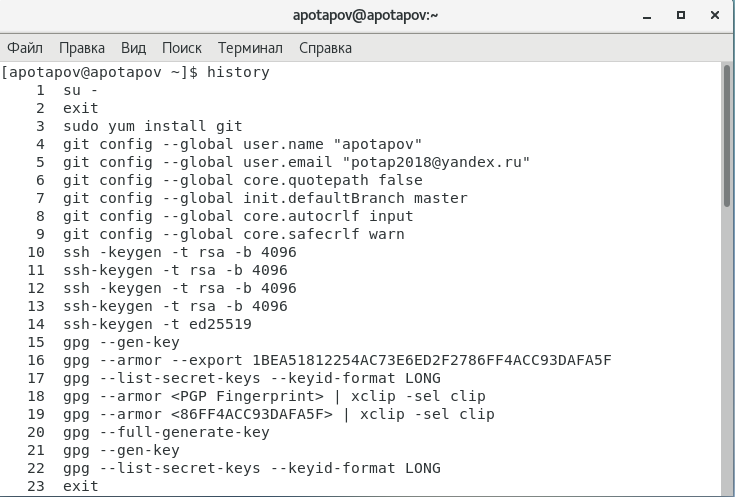 apotapov@apotapov:~
Файл Правка Вид Поиск Терминал Справка
[apotapov@apotapov ~]$ history
1 su -
2 exit
3 sudo yum install git
4 git config --global user.name "apotapov"
5 git config --global user.email "potap2018@yandex.ru"
6 git config --global core.quotepath false
7 git config --global init.defaultBranch master
8 git config --global core.autocrlf input
9 git config --global core.safecrlf warn
10 ssh -keygen -t rsa -b 4096
11 ssh-keygen -t rsa -b 4096
12 ssh -keygen -t rsa -b 4096
13 ssh-keygen -t rsa -b 4096
14 ssh-keygen -t ed25519
15 gpg --gen-key
16 gpg --armor --export 1BEA51812254AC73E6ED2F2786FF4ACC93DAFA5F
17 gpg --list-secret-keys --keyid-format LONG
18 gpg --armor <PGP Fingerprint> | xclip -sel clip
19 gpg --armor <86FF4ACC93DAFA5F> | xclip -sel clip
20 gpg --full-generate-key
21 gpg --gen-key
22 gpg --list-secret-keys --keyid-format LONG
23 exit